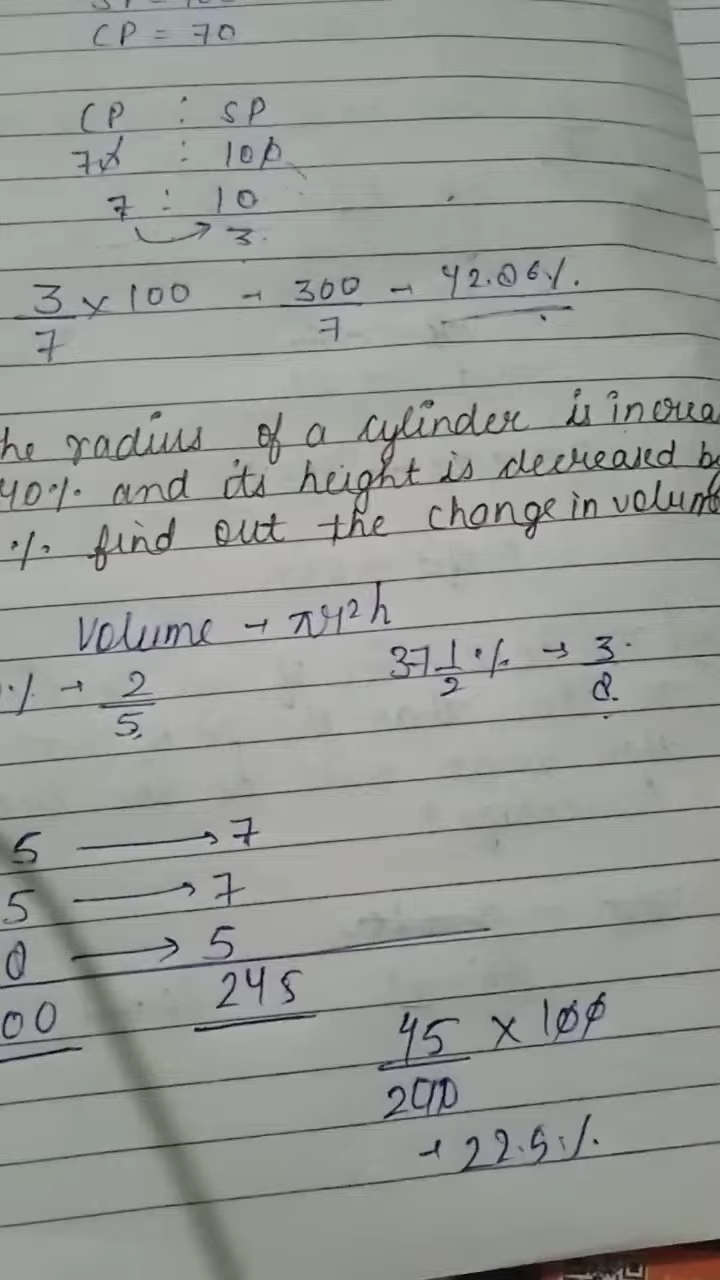 CP = 70
CP : SP
70 : 100
7 : 10
3
3/7 × 100 → 300/7 → 42.86%.
he radius of a cylinder is increa
40% and its height is decreased b
% find out the change in volum
Volume → πr²h
% → 2/5
37 1/2 % → 3/8
5 → 7
5 → 7
8 → 5
00 245
45/200 × 100
→ 22.5%